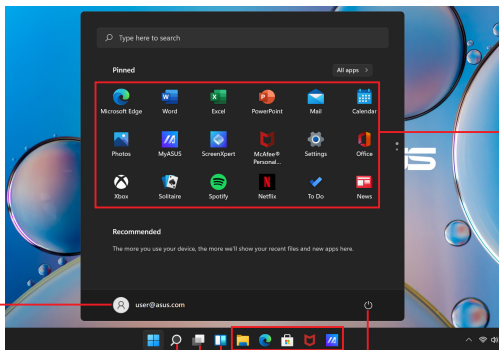 Type here to search
Pinned
All apps >
Microsoft Edge
Word
Excel
PowerPoint
Mail
Calendar
Photos
MyASUS
ScreenXpert
McAfee®
Personal...
Settings
Office
Xbox
Solitaire
Spotify
Netflix
To Do
News
Recommended
The more you use your device, the more we'll show your recent files and new apps here.
user@asus.com